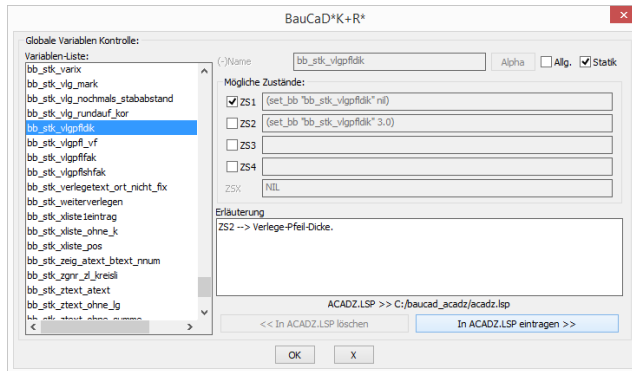 BauCaD*K+R*
x
Globale Variablen Kontrolle:
Variablen-Liste:
bb_stk_varix
bb_stk_vlg_mark
bb_stk_vlg_nochmals_stababstand
bb_stk_vlg_rundauf_kor
bb_stk_vlgpfldik
bb_stk_vlgpfl_vf
bb_stk_vlgpflfak
bb_stk_vlgpflshfak
bb_stk_verlegetext_ort_nicht_fix
bb_stk_weiterverlegen
bb_stk_xliste1eintrag
bb_stk_xliste_ohne_k
bb_stk_xliste_pos
bb_stk_zeig_atext_btext_nnum
bb_stk_zgnr_zl_kreisli
bb_stk_ztext_atext
bb_stk_ztext_ohne_lg
bb_stk_ztext_ohne_summe
(-)Name bb_stk_vlgpfldik Alpha Allg. Statik
Mögliche Zustände:
ZS1 (set_bb "bb_stk_vlgpfldik" nil)
ZS2 (set_bb "bb_stk_vlgpfldik" 3.0)
ZS3
ZS4
ZSX NIL
Erläuterung
ZS2 --> Verlege-Pfeil-Dicke.
ACADZ.LSP >> C:/baucad_acadz/acadz.lsp
<< In ACADZ.LSP löschen In ACADZ.LSP eintragen >>
OK X